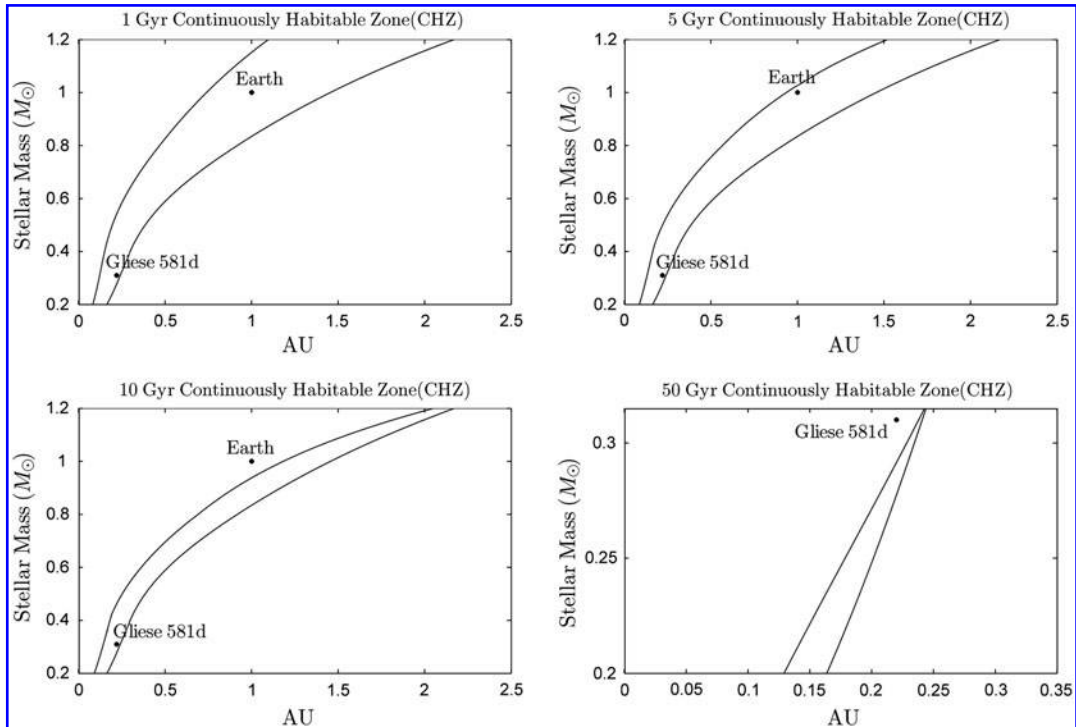 1 Gyr Continuously Habitable Zone(CHZ)
Stellar Mass (M⊙)
1.2
1
0.8
0.6
0.4
0.2
Earth
Gliese 581d
0 0.5 1 1.5 2 2.5
AU
5 Gyr Continuously Habitable Zone(CHZ)
Stellar Mass (M⊙)
1.2
1
0.8
0.6
0.4
0.2
Earth
Gliese 581d
0 0.5 1 1.5 2 2.5
AU
10 Gyr Continuously Habitable Zone(CHZ)
Stellar Mass (M⊙)
1.2
1
0.8
0.6
0.4
0.2
Earth
Gliese 581d
0 0.5 1 1.5 2 2.5
AU
50 Gyr Continuously Habitable Zone(CHZ)
Stellar Mass (M⊙)
0.3
0.25
0.2
Gliese 581d
0 0.05 0.1 0.15 0.2 0.25 0.3 0.35
AU